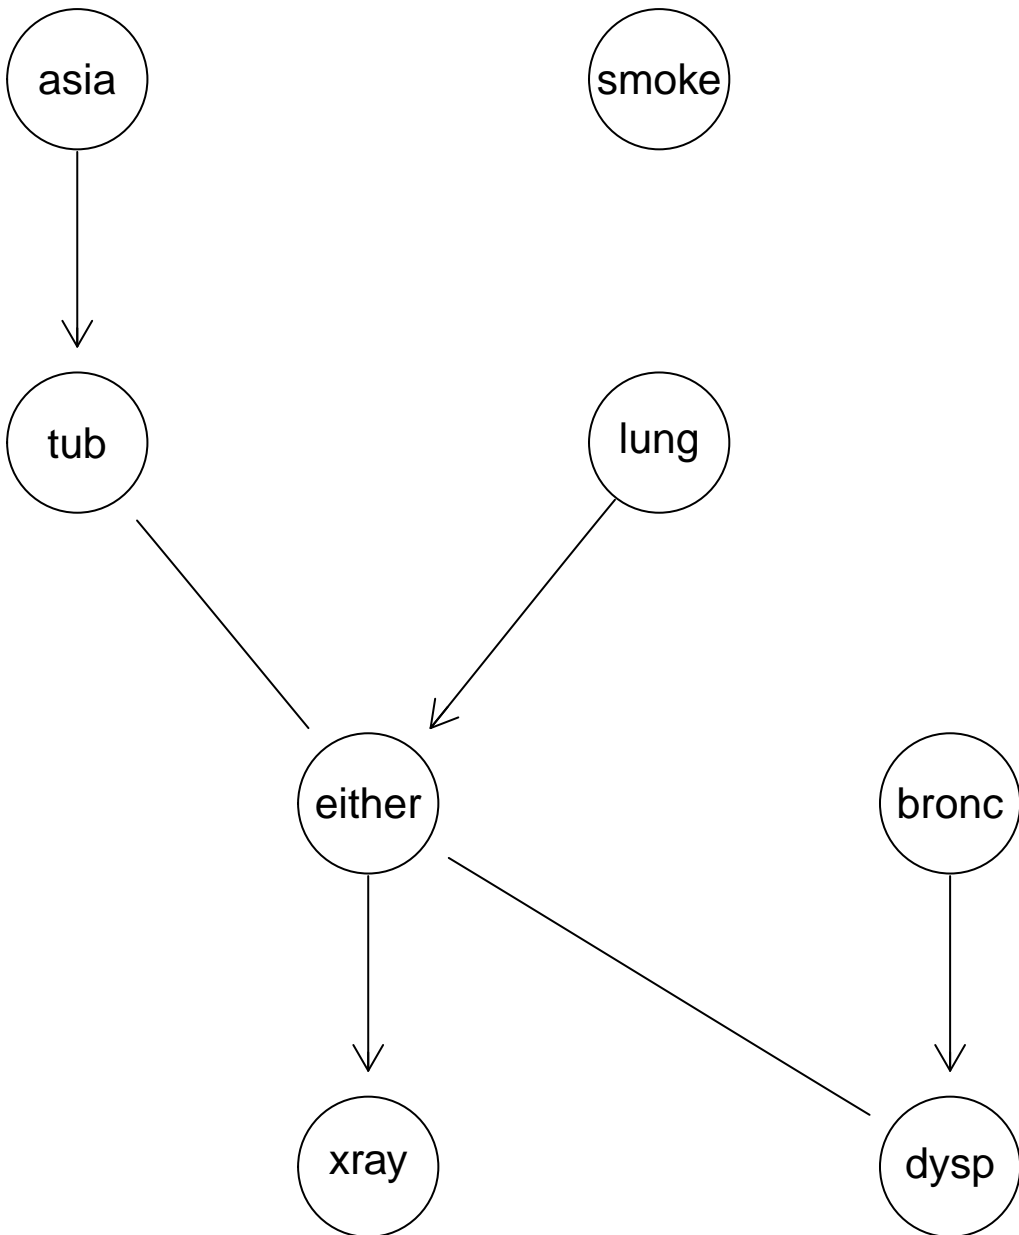 asia
smoke
tub
lung
either
bronc
xray
dysp